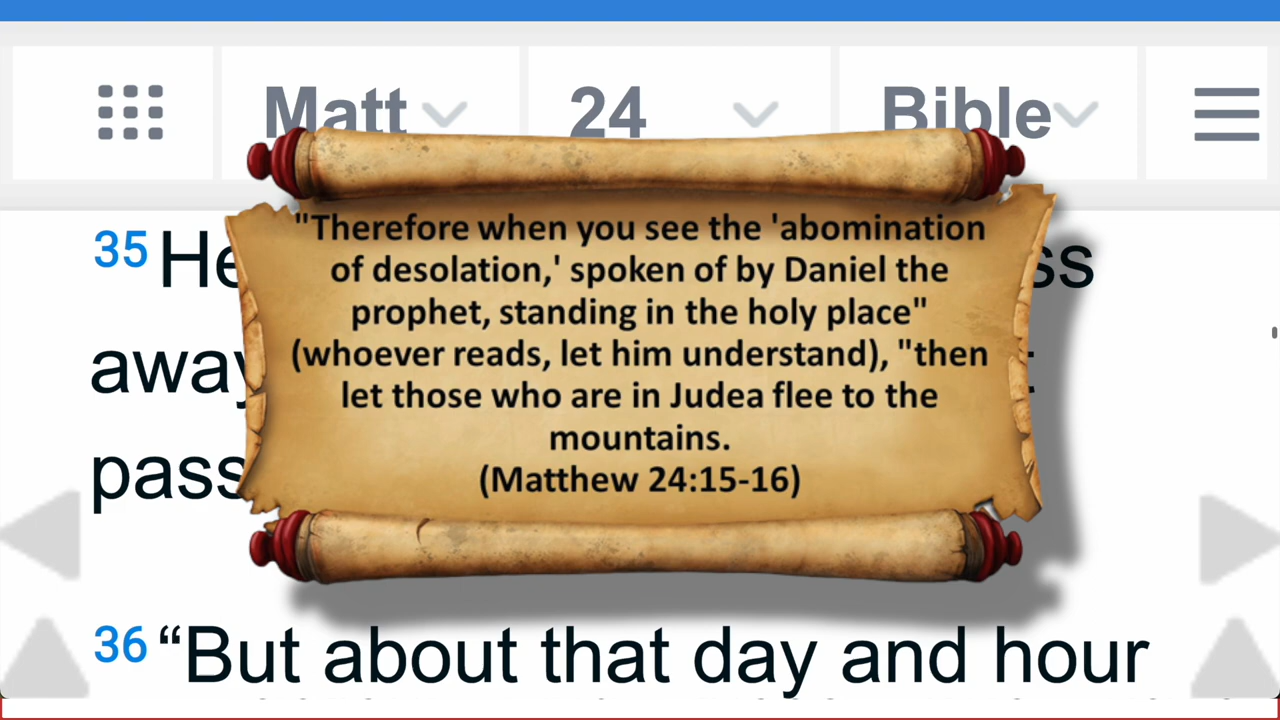 Matt 24 Bible
"Therefore when you see the 'abomination
of desolation,' spoken of by Daniel the
prophet, standing in the holy place"
(whoever reads, let him understand), "then
let those who are in Judea flee to the
mountains.
(Matthew 24:15-16)
35 He ss
away t
pass
36 “But about that day and hour